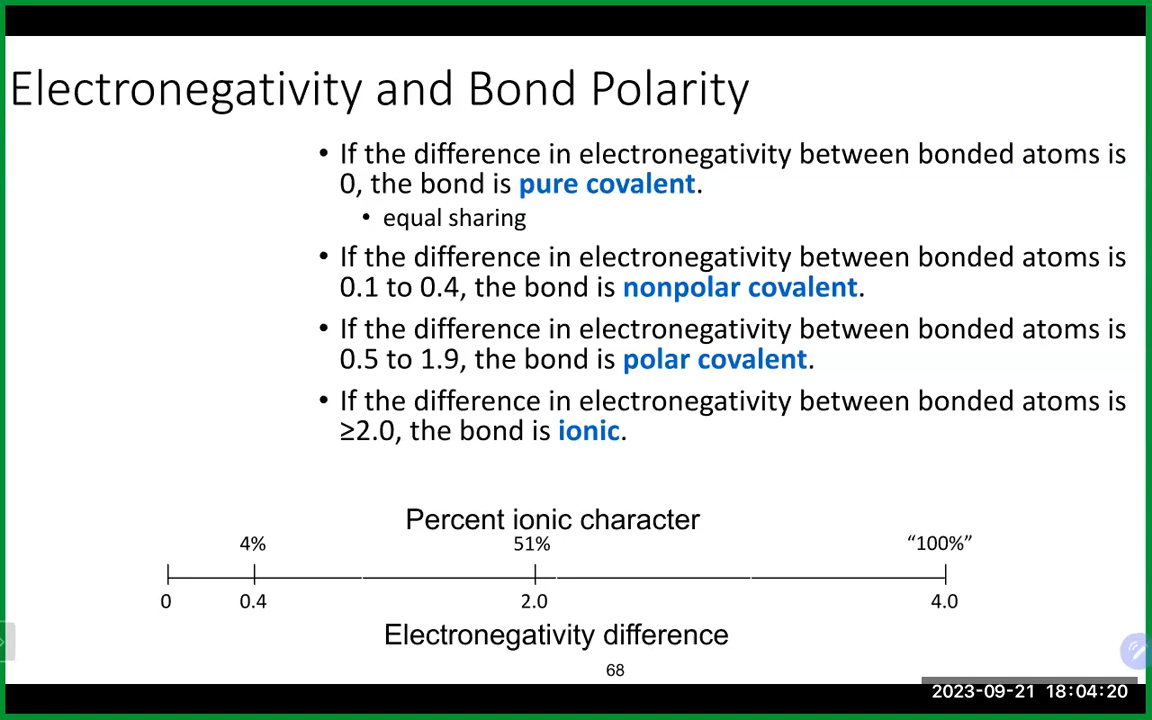 Electronegativity and Bond Polarity
• If the difference in electronegativity between bonded atoms is
0, the bond is pure covalent.
• equal sharing
• If the difference in electronegativity between bonded atoms is
0.1 to 0.4, the bond is nonpolar covalent.
• If the difference in electronegativity between bonded atoms is
0.5 to 1.9, the bond is polar covalent.
• If the difference in electronegativity between bonded atoms is
≥2.0, the bond is ionic.
Percent ionic character
4% 51% “100%”
0 0.4 2.0 4.0
Electronegativity difference
68
2023-09-21 18:04:20